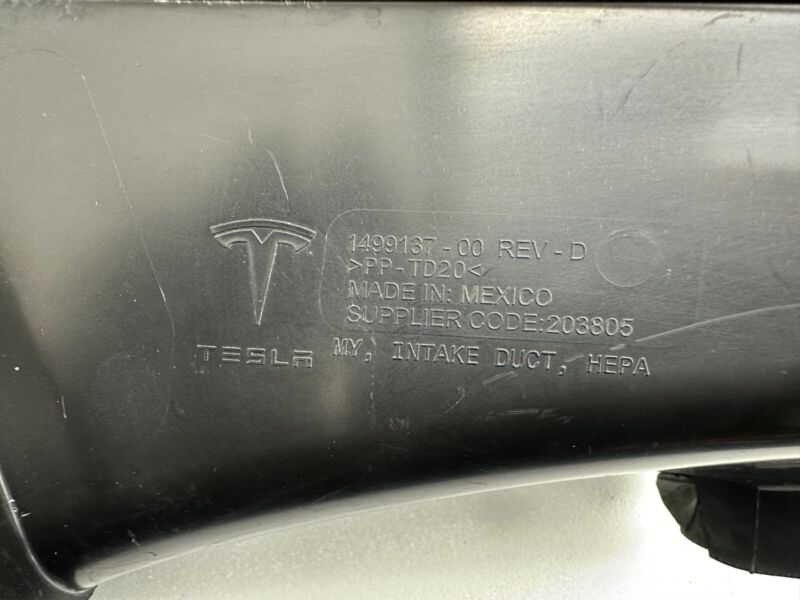 1499137-00 REV-D
>PP-TD20<
MADE IN: MEXICO
SUPPLIER CODE:203805
TESLA MY, INTAKE DUCT, HEPA